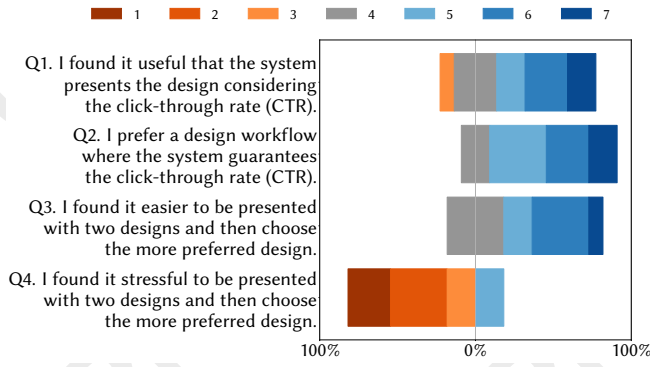 1 2 3 4 5 6 7
Q1. I found it useful that the system
presents the design considering
the click-through rate (CTR).
Q2. I prefer a design workflow
where the system guarantees
the click-through rate (CTR).
Q3. I found it easier to be presented
with two designs and then choose
the more preferred design.
Q4. I found it stressful to be presented
with two designs and then choose
the more preferred design.
100% 0% 100%